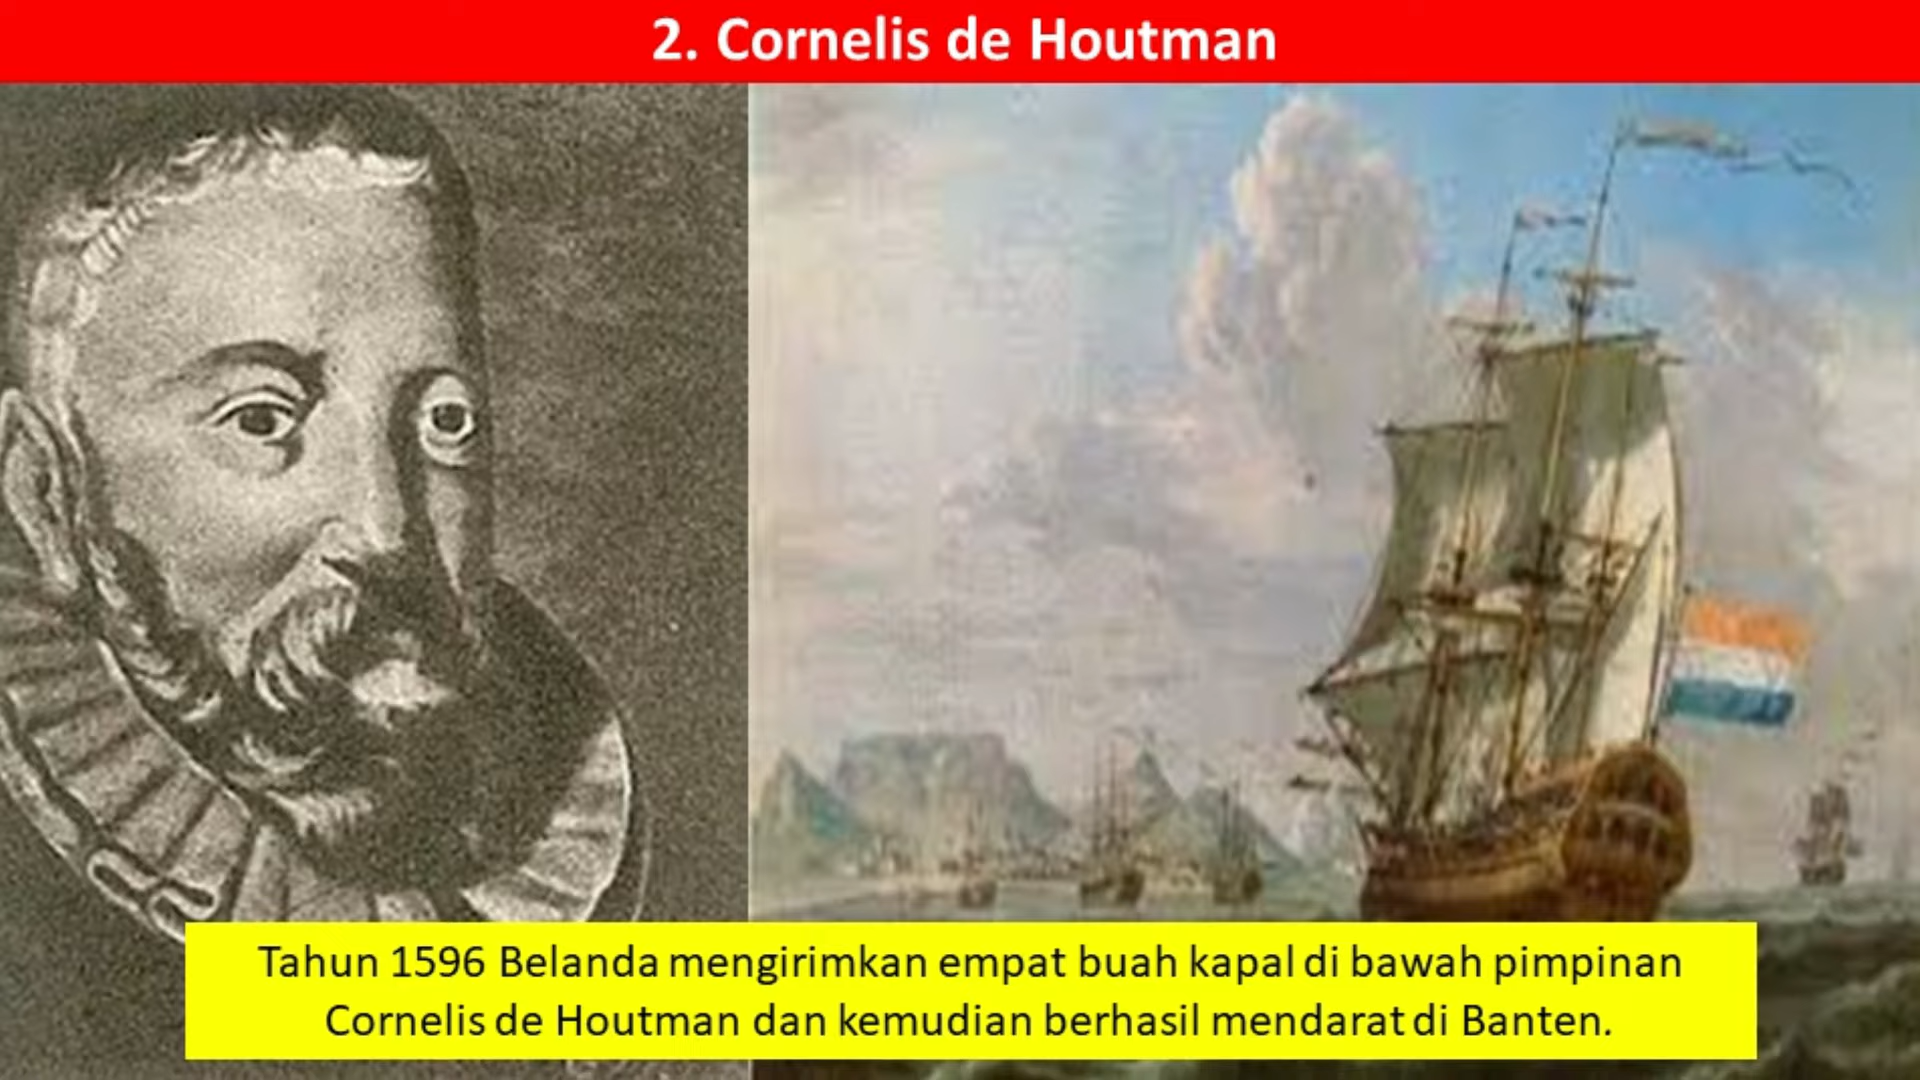 2. Cornelis de Houtman
Tahun 1596 Belanda mengirimkan empat buah kapal di bawah pimpinan
Cornelis de Houtman dan kemudian berhasil mendarat di Banten.